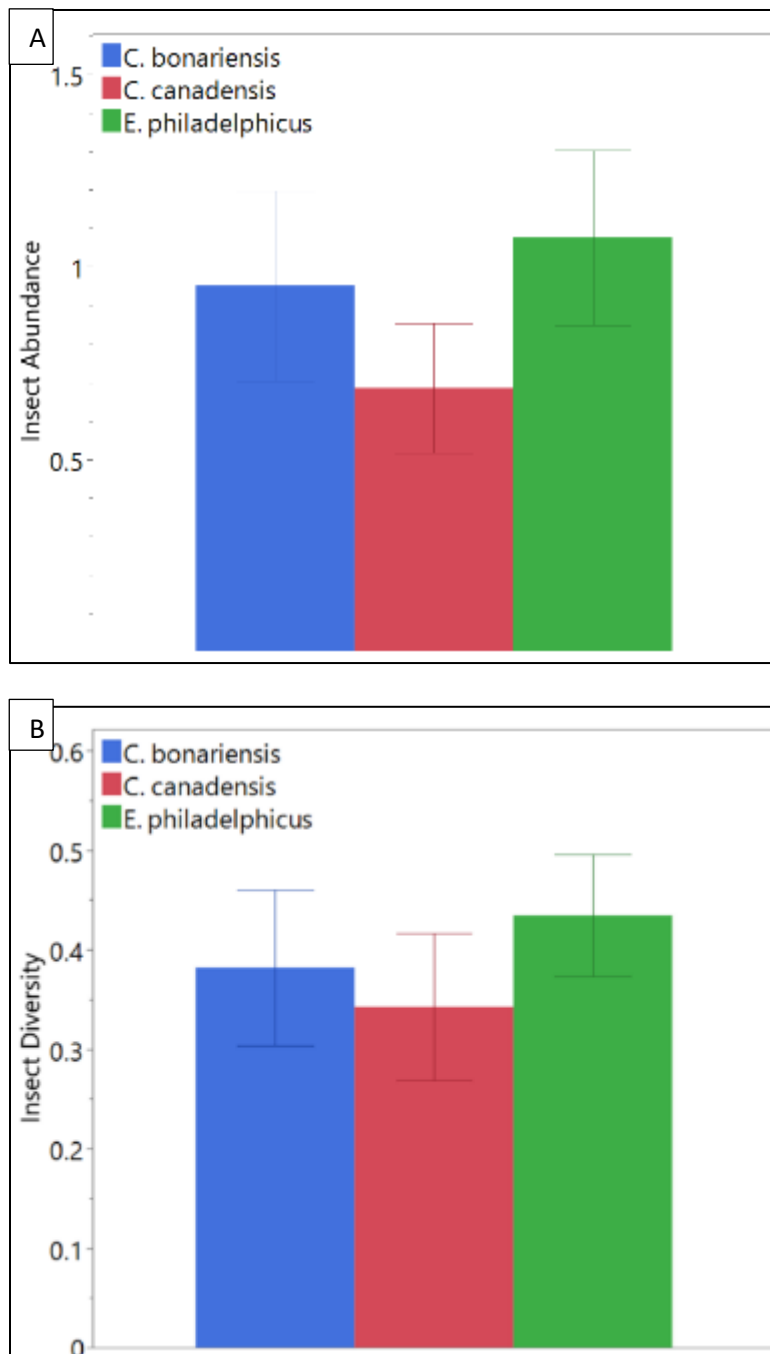 A
C. bonariensis
C. canadensis
E. philadelphicus
1.5
1
0.5
Insect Abundance
B
C. bonariensis
C. canadensis
E. philadelphicus
0.6
0.5
0.4
0.3
0.2
0.1
0
Insect Diversity